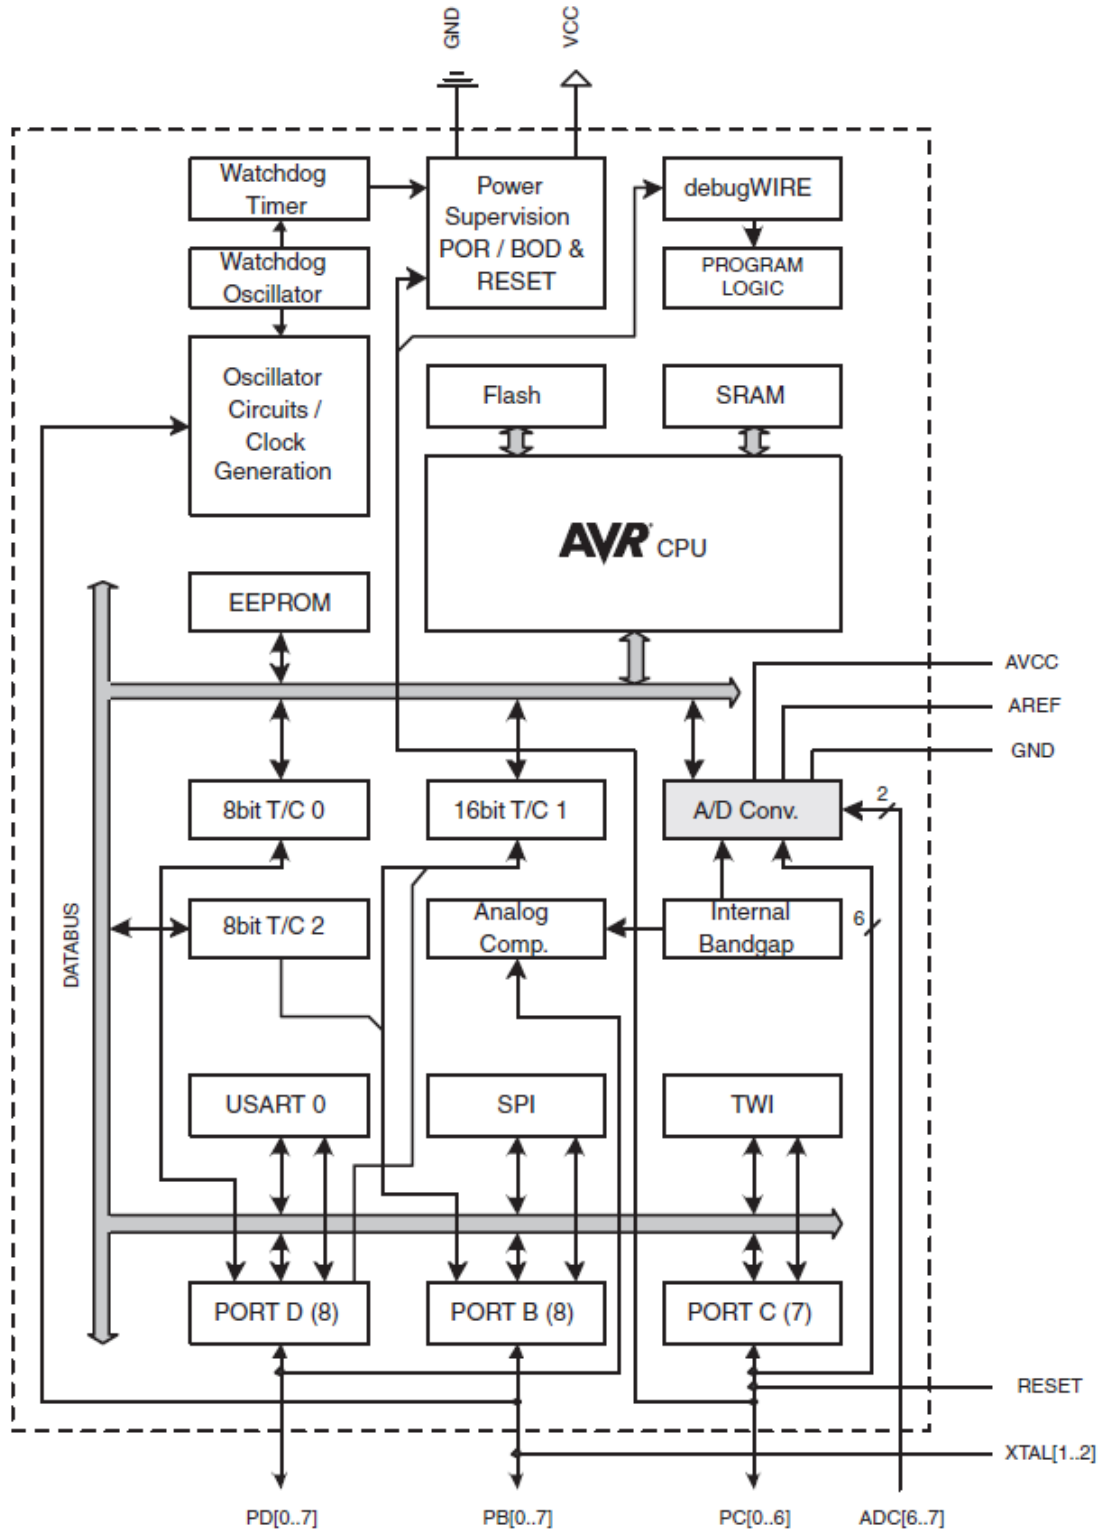 GND
VCC
Watchdog
Timer
Power
Supervision
POR / BOD &
RESET
debugWIRE
Watchdog
Oscillator
PROGRAM
LOGIC
Oscillator
Circuits /
Clock
Generation
Flash
SRAM
AVR® CPU
EEPROM
AVCC
AREF
GND
8bit T/C 0
16bit T/C 1
A/D Conv.
2
DATABUS
8bit T/C 2
Analog
Comp.
Internal
Bandgap
6
USART 0
SPI
TWI
PORT D (8)
PORT B (8)
PORT C (7)
RESET
XTAL[1..2]
PD[0..7]
PB[0..7]
PC[0..6]
ADC[6..7]